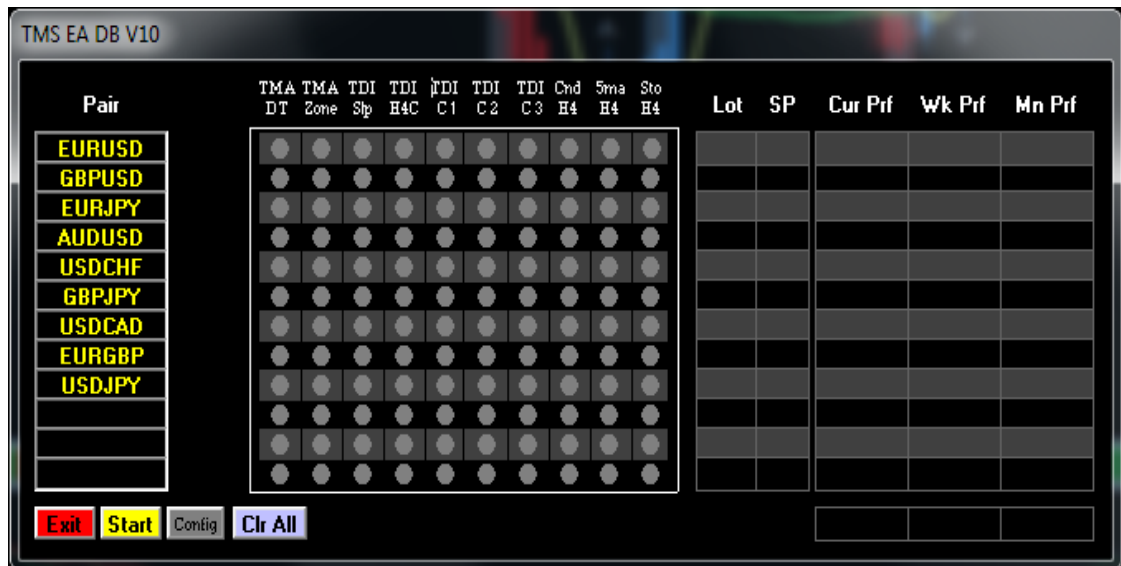 TMS EA DB V10
TMA TMA TDI TDI TDI TDI TDI Cnd 5ma Sto
Pair DT Zone Slp H4C C1 C2 C3 H4 H4 H4 Lot SP Cur Prf Wk Prf Mn Prf
EURUSD
GBPUSD
EURJPY
AUDUSD
USDCHF
GBPJPY
USDCAD
EURGBP
USDJPY
Exit Start Config Clr All